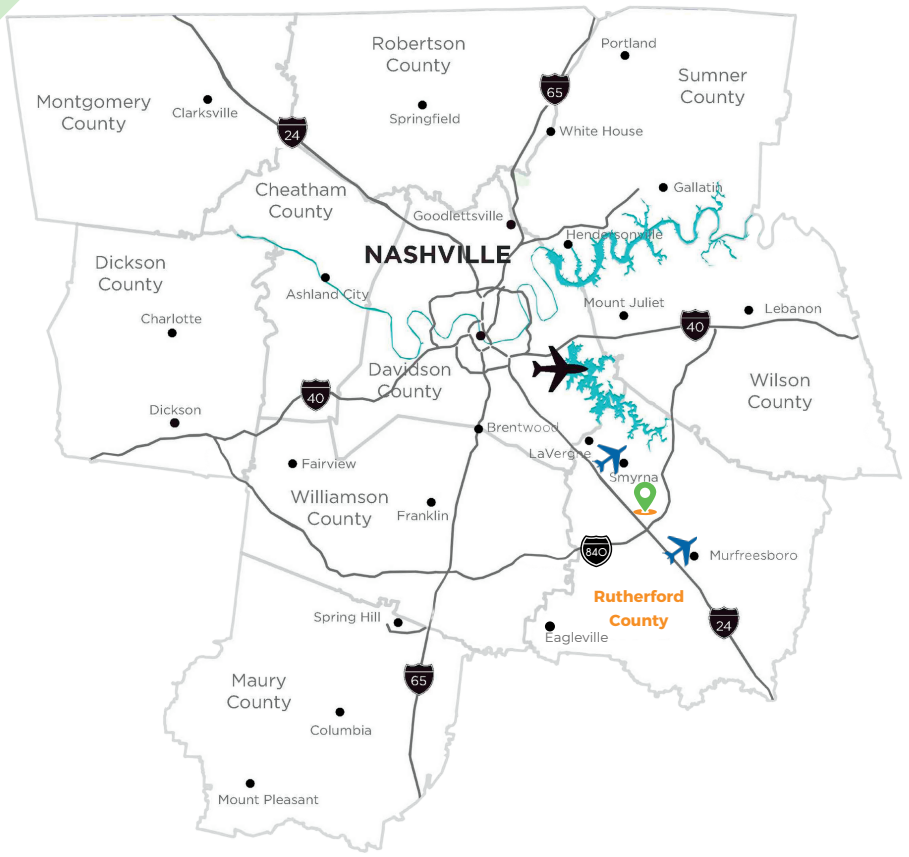 Robertson
County
Portland
Sumner
County
Montgomery
County
Clarksville
65
Springfield
White House
24
Cheatham
County
Gallatin
Goodlettsville
Hendersonville
NASHVILLE
Dickson
County
Ashland City
Mount Juliet
Lebanon
Charlotte
40
Davidson
County
Wilson
County
40
Dickson
Brentwood
LaVergne
Fairview
Smyrna
Williamson
County
Franklin
840
Murfreesboro
Rutherford
County
Spring Hill
24
Eagleville
65
Maury
County
Columbia
Mount Pleasant